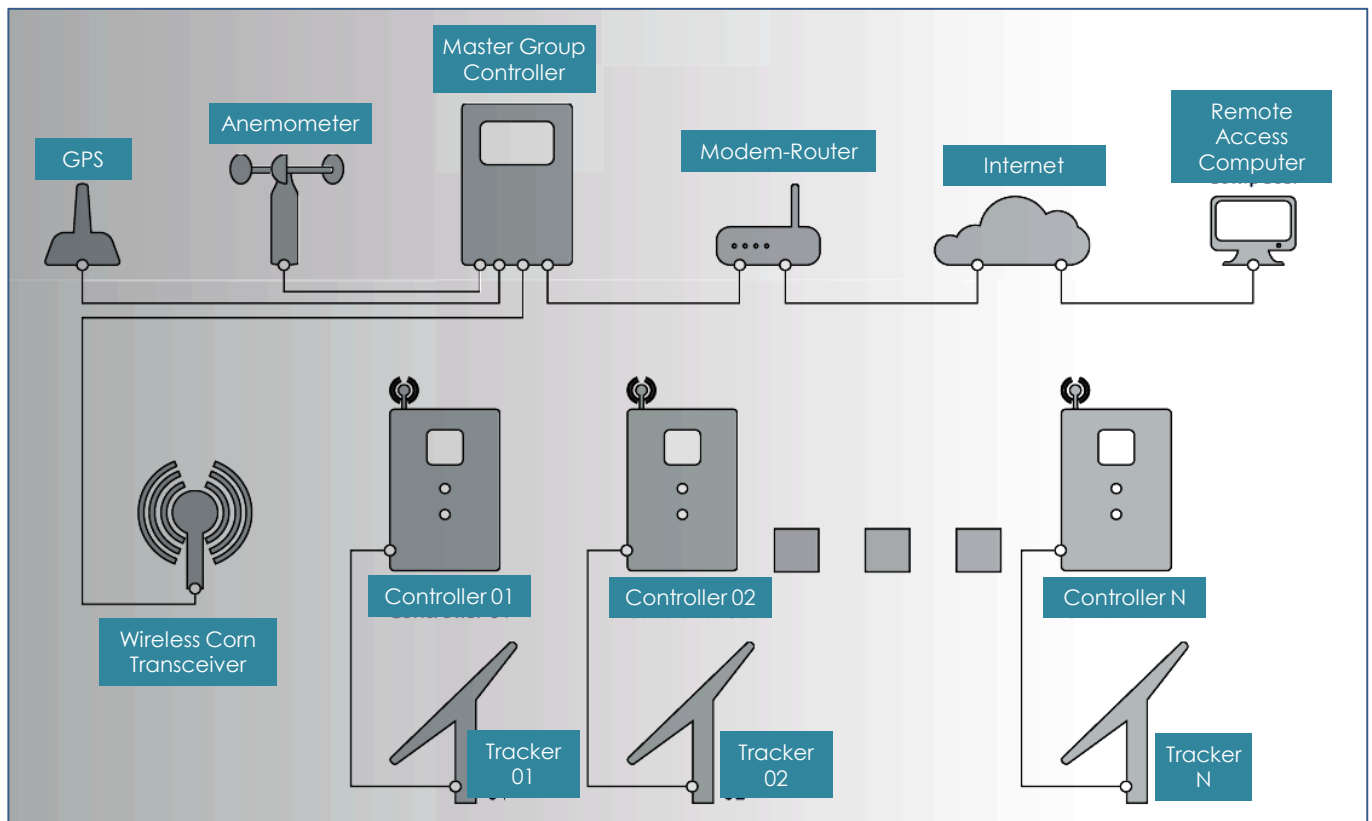 Master Group
Controller
Anemometer
GPS
Modem-Router
Internet
Remote
Access
Computer
Controller 01
Controller 02
Controller N
Wireless Corn
Transceiver
Tracker
01
Tracker
02
Tracker
N